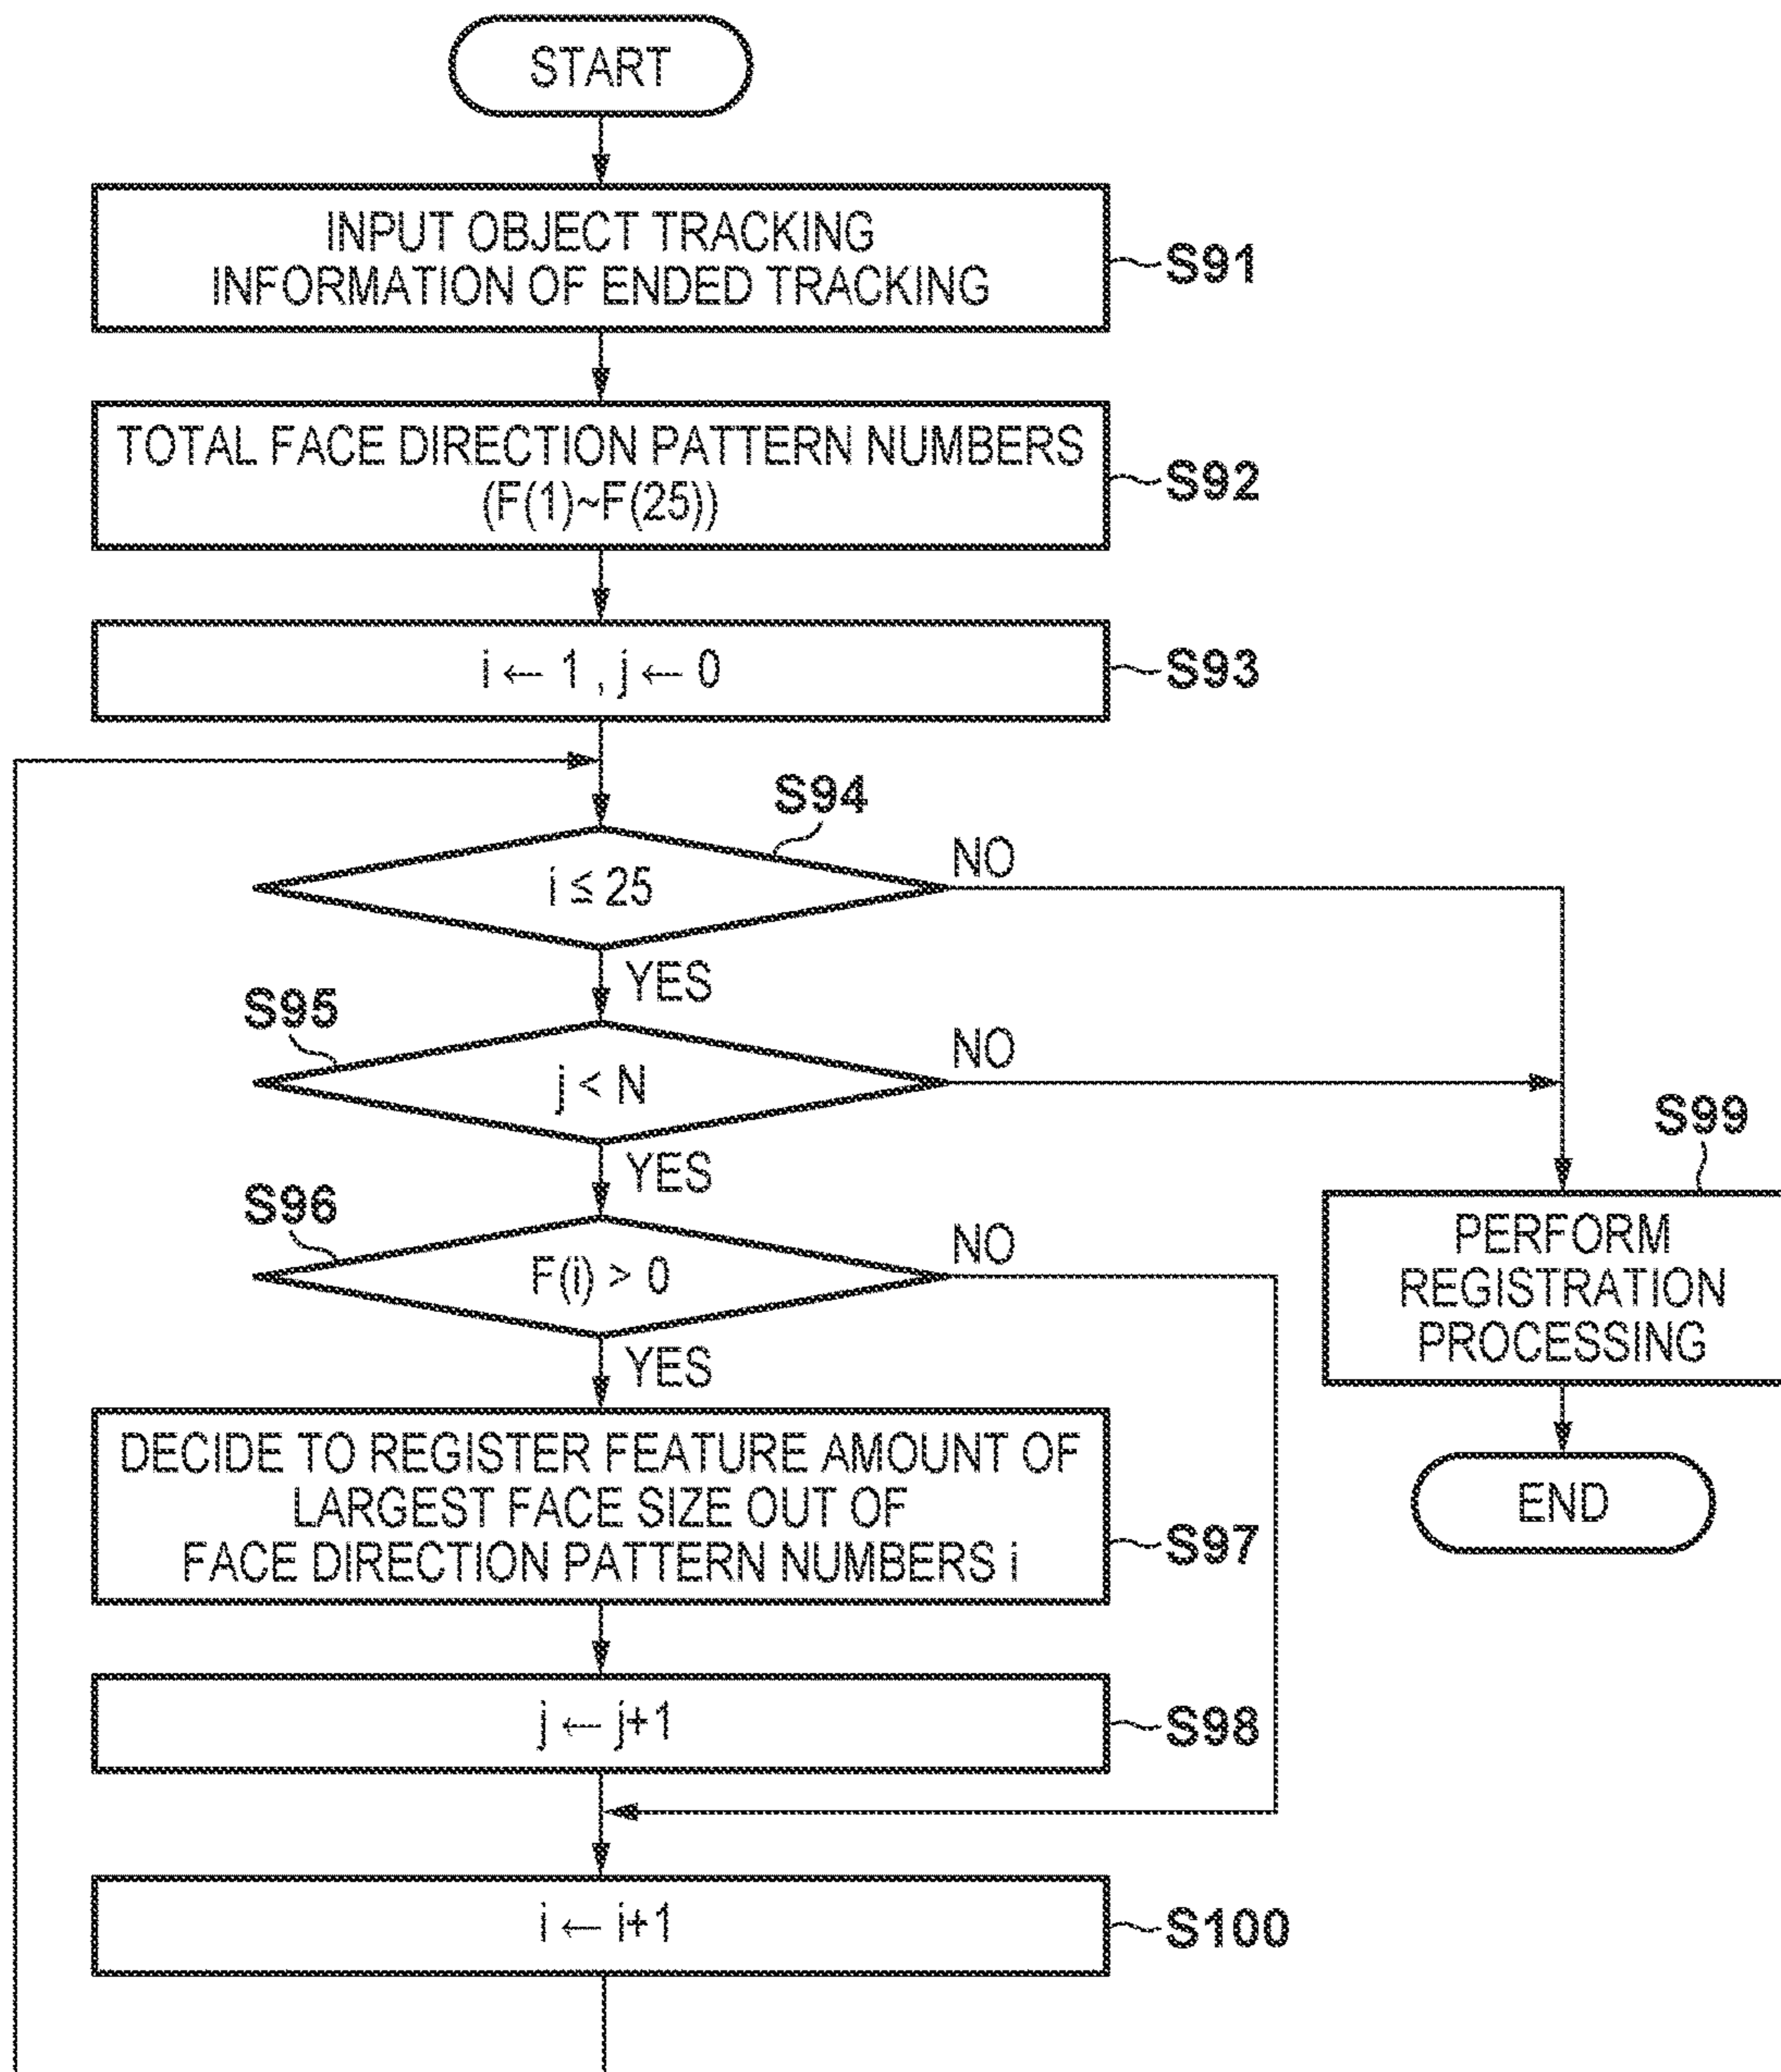 START
INPUT OBJECT TRACKING
INFORMATION OF ENDED TRACKING
S91
TOTAL FACE DIRECTION PATTERN NUMBERS
(F(1)~F(25))
S92
i ← 1 , j ← 0
S93
S94
i ≤ 25
NO
YES
S95
j < N
NO
YES
S96
F(i) > 0
NO
YES
S99
PERFORM
REGISTRATION
PROCESSING
END
DECIDE TO REGISTER FEATURE AMOUNT OF
LARGEST FACE SIZE OUT OF
FACE DIRECTION PATTERN NUMBERS i
S97
j ← j+1
S98
i ← i+1
S100